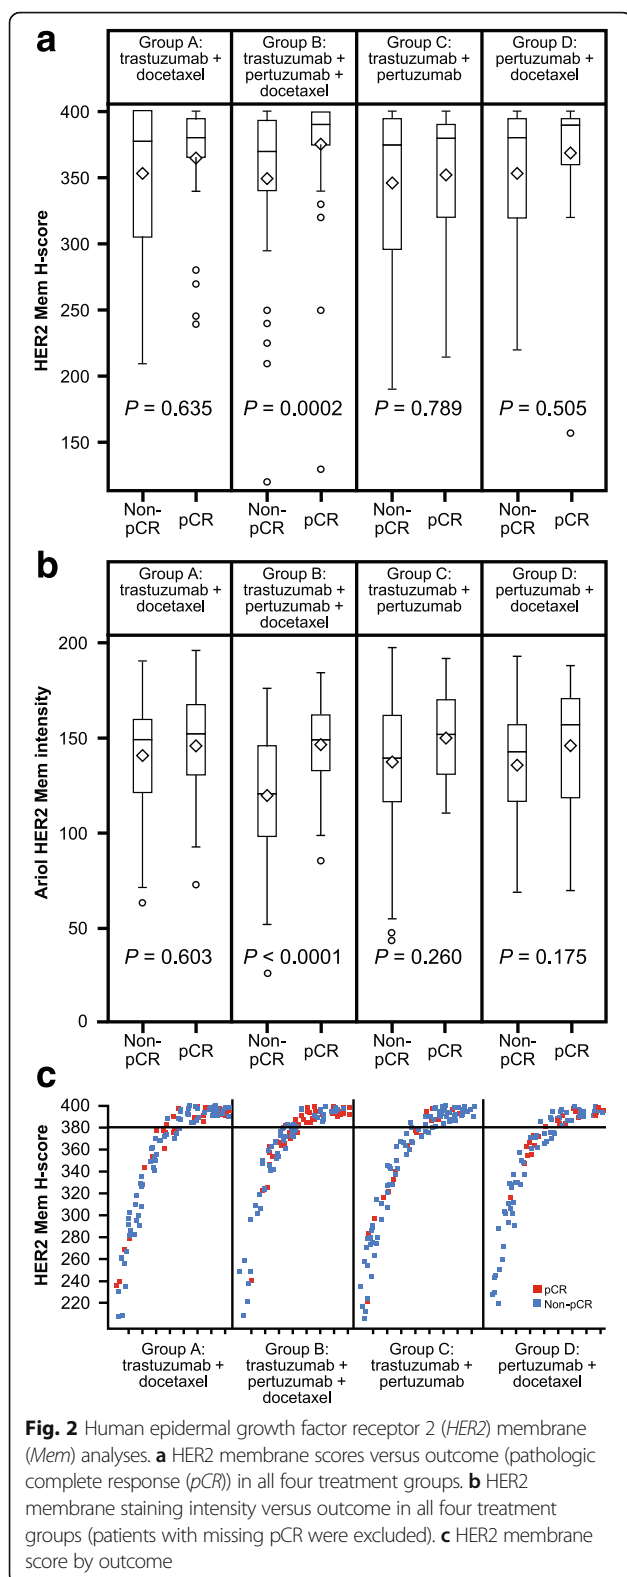 a
Group A:
trastuzumab +
docetaxel
Group B:
trastuzumab +
pertuzumab +
docetaxel
Group C:
trastuzumab +
pertuzumab
Group D:
pertuzumab +
docetaxel
HER2 Mem H-score
400
350
300
250
200
150
P = 0.635
P = 0.0002
P = 0.789
P = 0.505
Non-
pCR
pCR
Non-
pCR
pCR
Non-
pCR
pCR
Non-
pCR
pCR
b
Group A:
trastuzumab +
docetaxel
Group B:
trastuzumab +
pertuzumab +
docetaxel
Group C:
trastuzumab +
pertuzumab
Group D:
pertuzumab +
docetaxel
Ariol HER2 Mem intensity
200
150
100
50
0
P = 0.603
P < 0.0001
P = 0.260
P = 0.175
Non-
pCR
pCR
Non-
pCR
pCR
Non-
pCR
pCR
Non-
pCR
pCR
c
HER2 Mem H-score
400
380
360
340
320
300
280
260
240
220
pCR
Non-pCR
Group A:
trastuzumab +
docetaxel
Group B:
trastuzumab +
pertuzumab +
docetaxel
Group C:
trastuzumab +
pertuzumab
Group D:
pertuzumab +
docetaxel
Fig. 2 Human epidermal growth factor receptor 2 (HER2) membrane
(Mem) analyses. a HER2 membrane scores versus outcome (pathologic
complete response (pCR)) in all four treatment groups. b HER2
membrane staining intensity versus outcome in all four treatment
groups (patients with missing pCR were excluded). c HER2 membrane
score by outcome